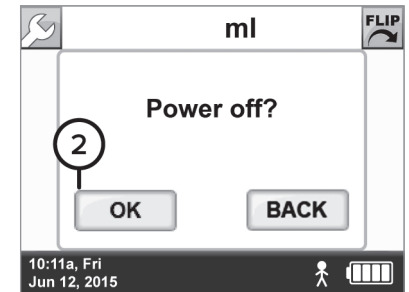 ml
FLIP
Power off?
2
OK
BACK
10:11a, Fri
Jun 12, 2015